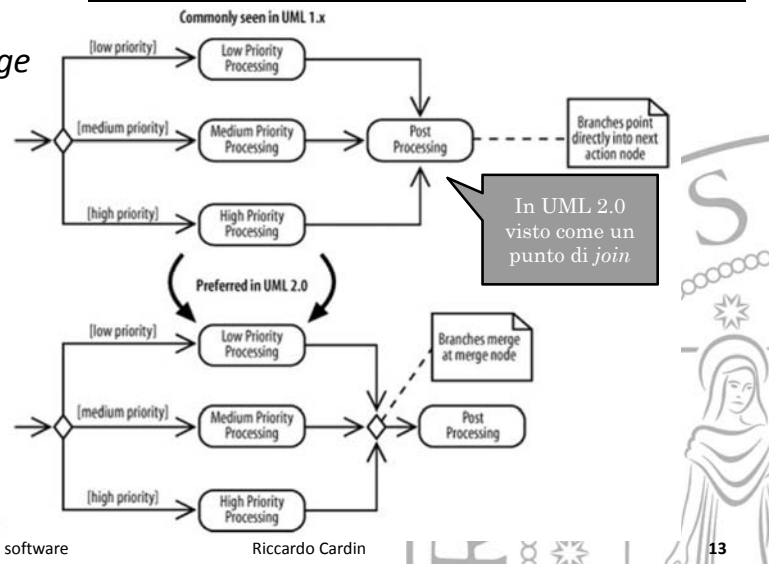 Commonly seen in UML 1.x
ge
[low priority]
Low Priority
Processing
[medium priority]
Medium Priority
Processing
Post
Processing
Branches point
directly into next
action node
[high priority]
High Priority
Processing
In UML 2.0
visto come un
punto di join
Preferred in UML 2.0
[low priority]
Low Priority
Processing
Branches merge
at merge node
[medium priority]
Medium Priority
Processing
Post
Processing
[high priority]
High Priority
Processing
software
Riccardo Cardin
13